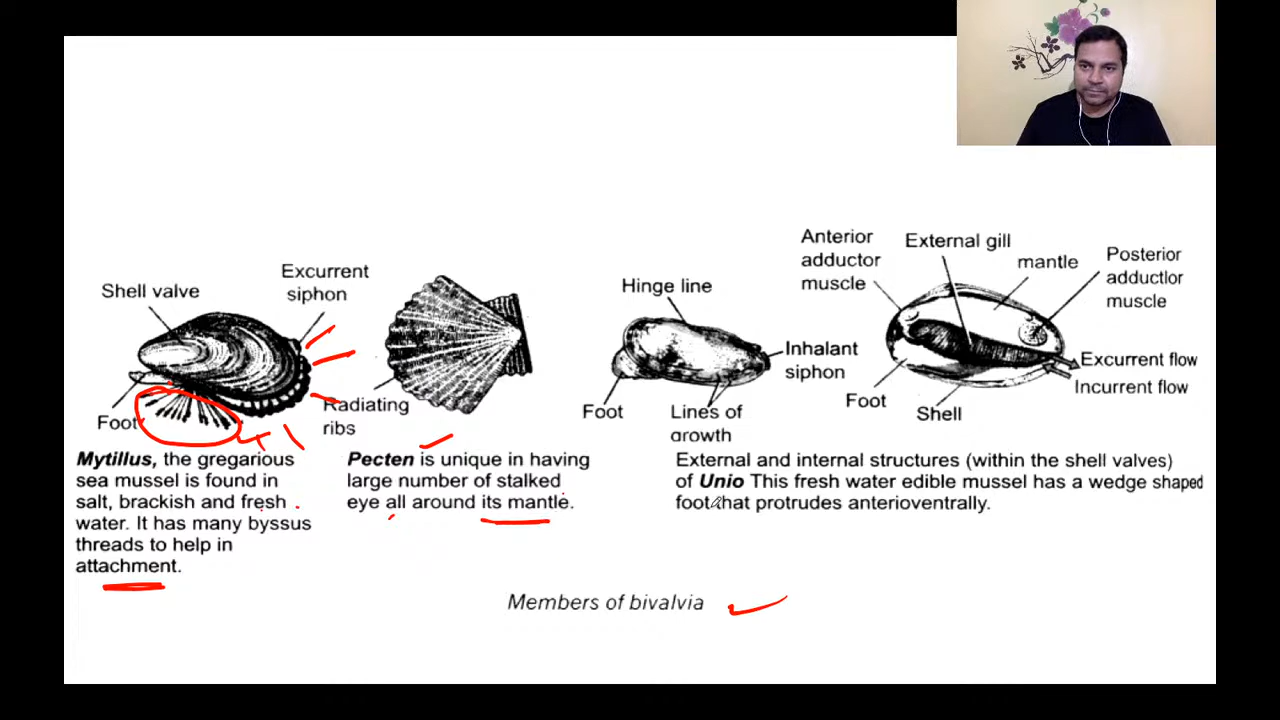 Excurrent
siphon
Shell valve
Foot
Radiating
ribs
Hinge line
Inhalant
siphon
Foot
Lines of
growth
Anterior
adductor
muscle
External gill
mantle
Posterior
adductlor
muscle
Excurrent flow
Incurrent flow
Foot
Shell
Mytillus, the gregarious
sea mussel is found in
salt, brackish and fresh
water. It has many byssus
threads to help in
attachment.
Pecten is unique in having
large number of stalked
eye all around its mantle.
External and internal structures (within the shell valves)
of Unio This fresh water edible mussel has a wedge shaped
foot that protrudes anterioventrally.
Members of bivalvia